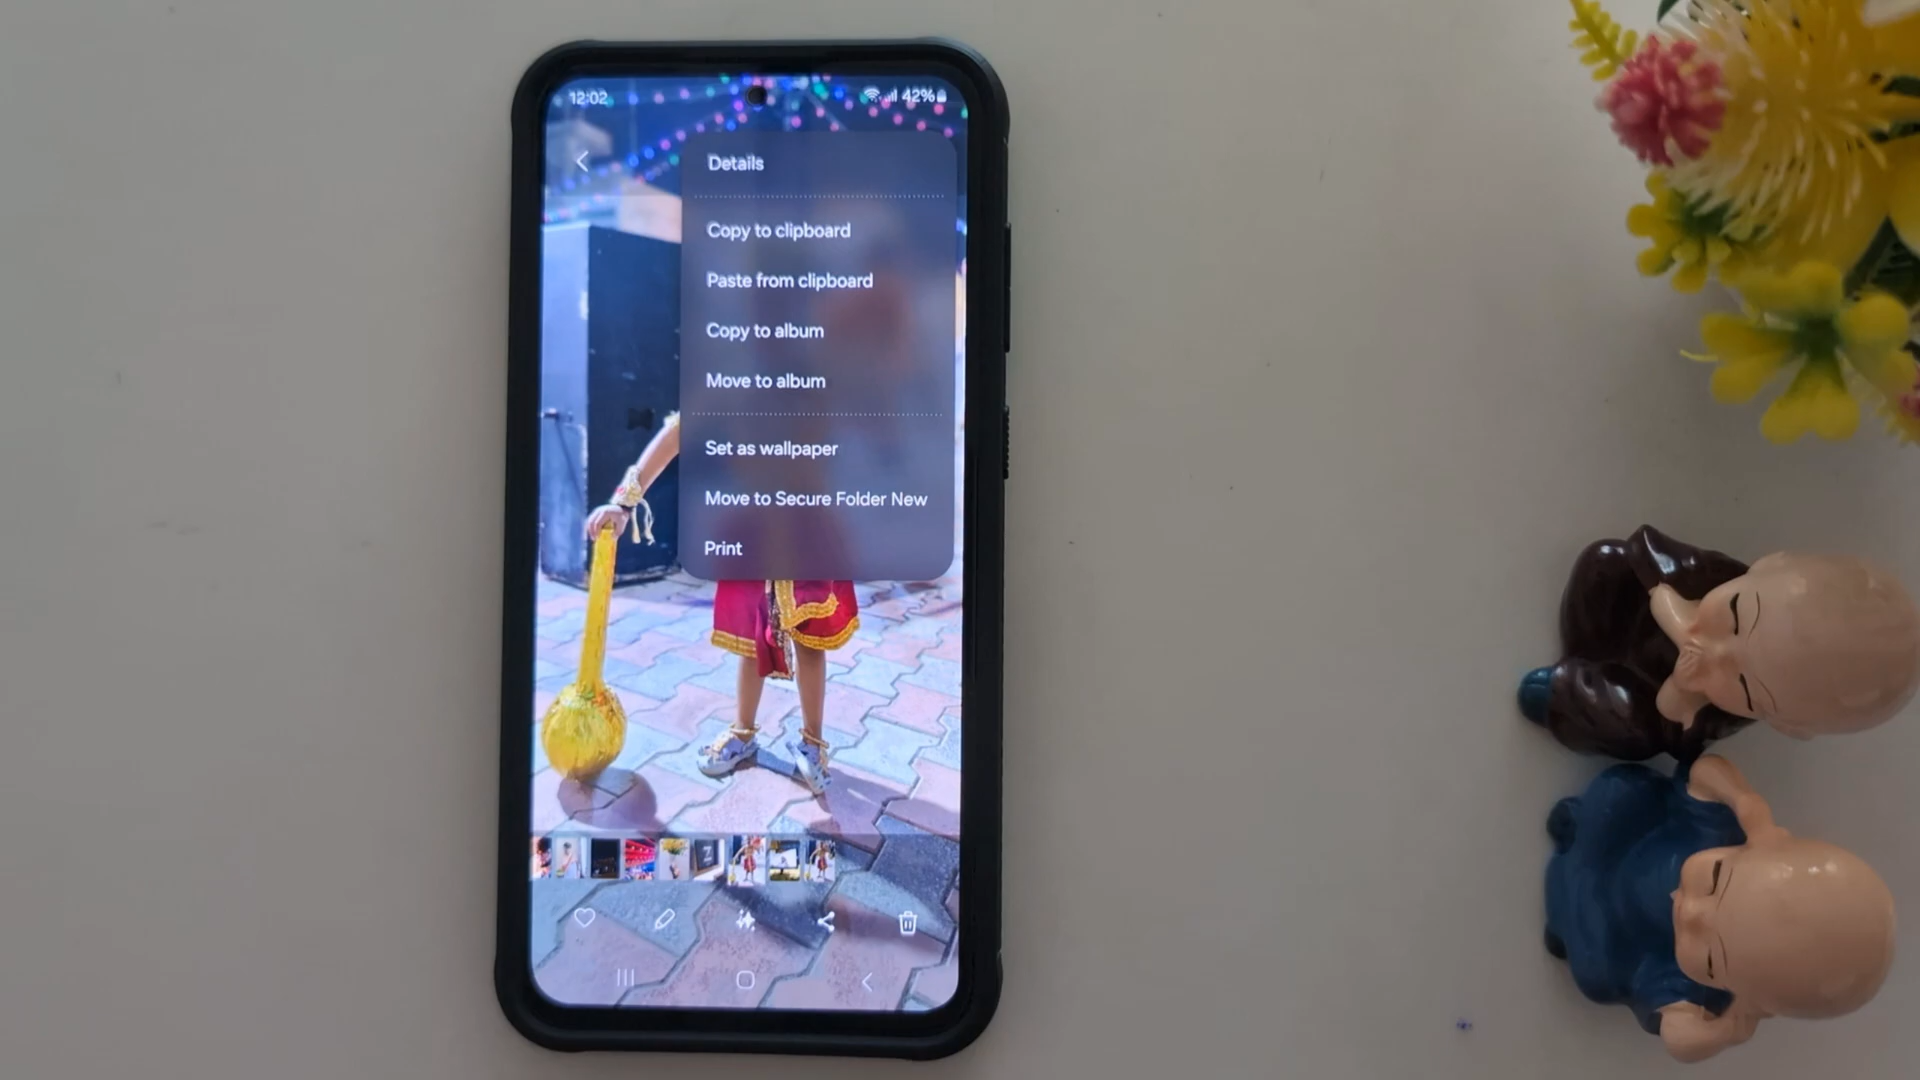 12:02
42%
Details
Copy to clipboard
Paste from clipboard
Copy to album
Move to album
Set as wallpaper
Move to Secure Folder New
Print